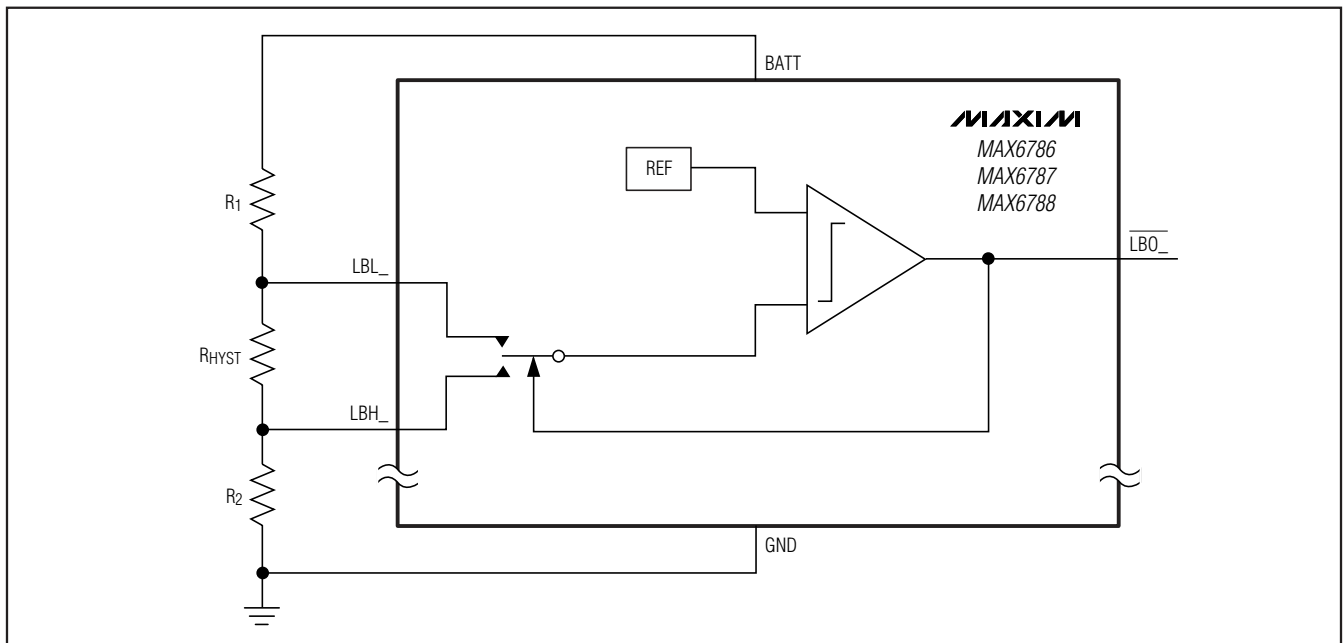 BATT
MAXIM
MAX6786
MAX6787
MAX6788
REF
R1
LBO_
LBL_
RHYST
LBH_
R2
GND